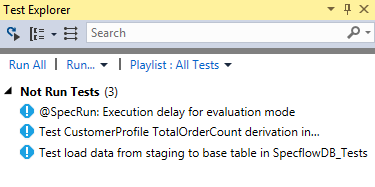 Test Explorer
Search
Run All | Run... | Playlist : All Tests
Not Run Tests (3)
@SpecRun: Execution delay for evaluation mode
Test CustomerProfile TotalOrderCount derivation in...
Test load data from staging to base table in SpecflowDB_Tests